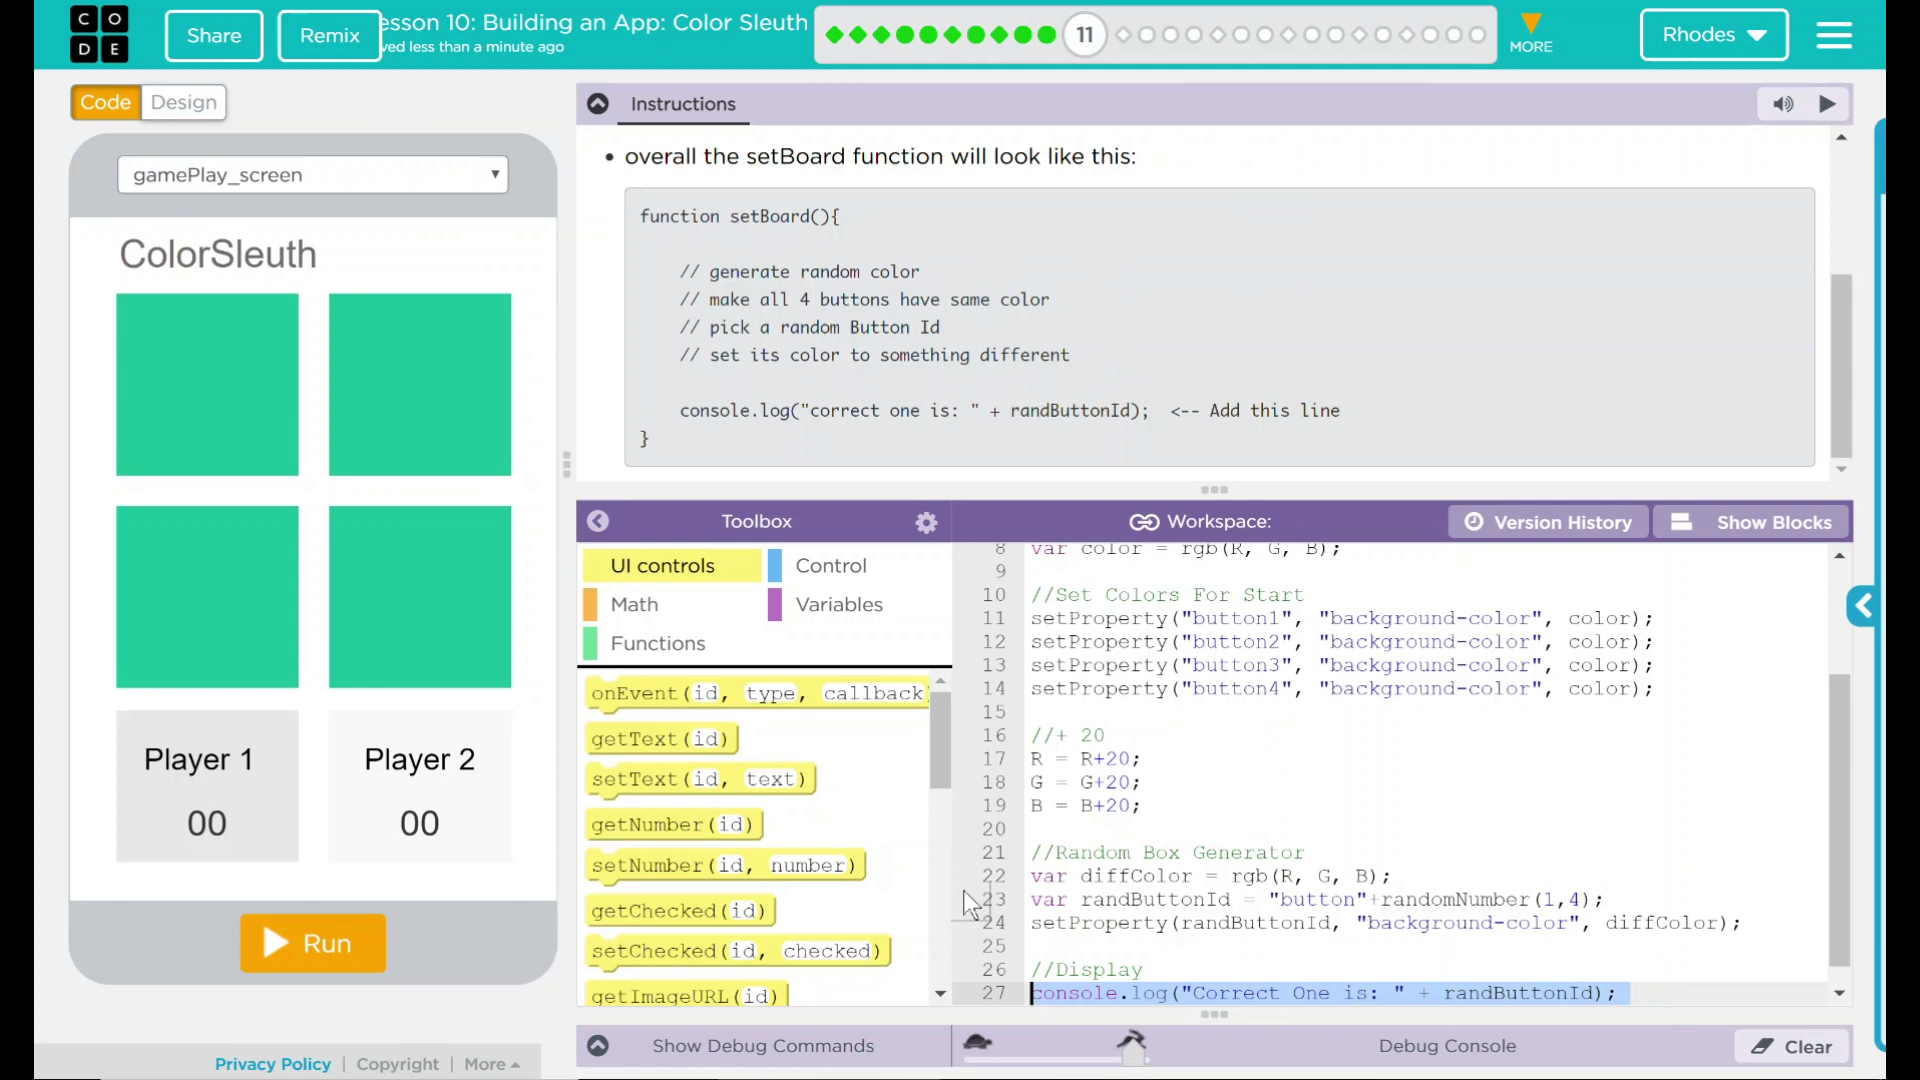 C O
D E
Share
Remix
esson 10: Building an App: Color Sleuth
ved less than a minute ago
11
MORE
Rhodes
Code
Design
gamePlay_screen
ColorSleuth
Player 1
00
Player 2
00
Run
Privacy Policy | Copyright | More
Instructions
overall the setBoard function will look like this:
function setBoard(){
// generate random color
// make all 4 buttons have same color
// pick a random Button Id
// set its color to something different
console.log("correct one is: " + randButtonId); <-- Add this line
}
Toolbox
Workspace:
Version History
Show Blocks
UI controls
Control
Math
Variables
Functions
onEvent(id, type, callback)
getText(id)
setText(id, text)
getNumber(id)
setNumber(id, number)
getChecked(id)
setChecked(id, checked)
getImageURL(id)
8 var color = rgb(R, G, B);
9
10 //Set Colors For Start
11 setProperty("button1", "background-color", color);
12 setProperty("button2", "background-color", color);
13 setProperty("button3", "background-color", color);
14 setProperty("button4", "background-color", color);
15
16 //+ 20
17 R = R+20;
18 G = G+20;
19 B = B+20;
20
21 //Random Box Generator
22 var diffColor = rgb(R, G, B);
23 var randButtonId = "button"+randomNumber(1,4);
24 setProperty(randButtonId, "background-color", diffColor);
25
26 //Display
27 console.log("Correct One is: " + randButtonId);
Show Debug Commands
Debug Console
Clear